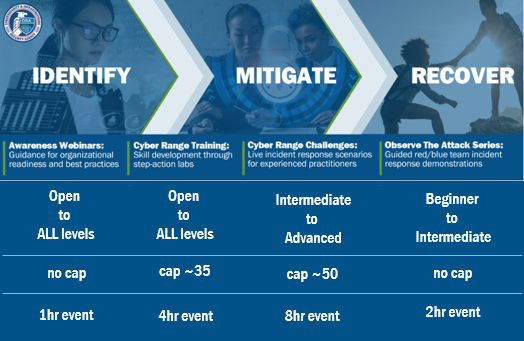 CISA
IDENTIFY
MITIGATE
RECOVER
Awareness Webinars:
Guidance for organizational
readiness and best practices
Cyber Range Training:
Skill development through
step-action labs
Cyber Range Challenges:
Live incident response scenarios
for experienced practitioners
Observe The Attack Series:
Guided red/blue team incident
response demonstrations
Open
to
ALL levels
Open
to
ALL levels
Intermediate
to
Advanced
Beginner
to
Intermediate
no cap
cap ~35
cap ~50
no cap
1hr event
4hr event
8hr event
2hr event